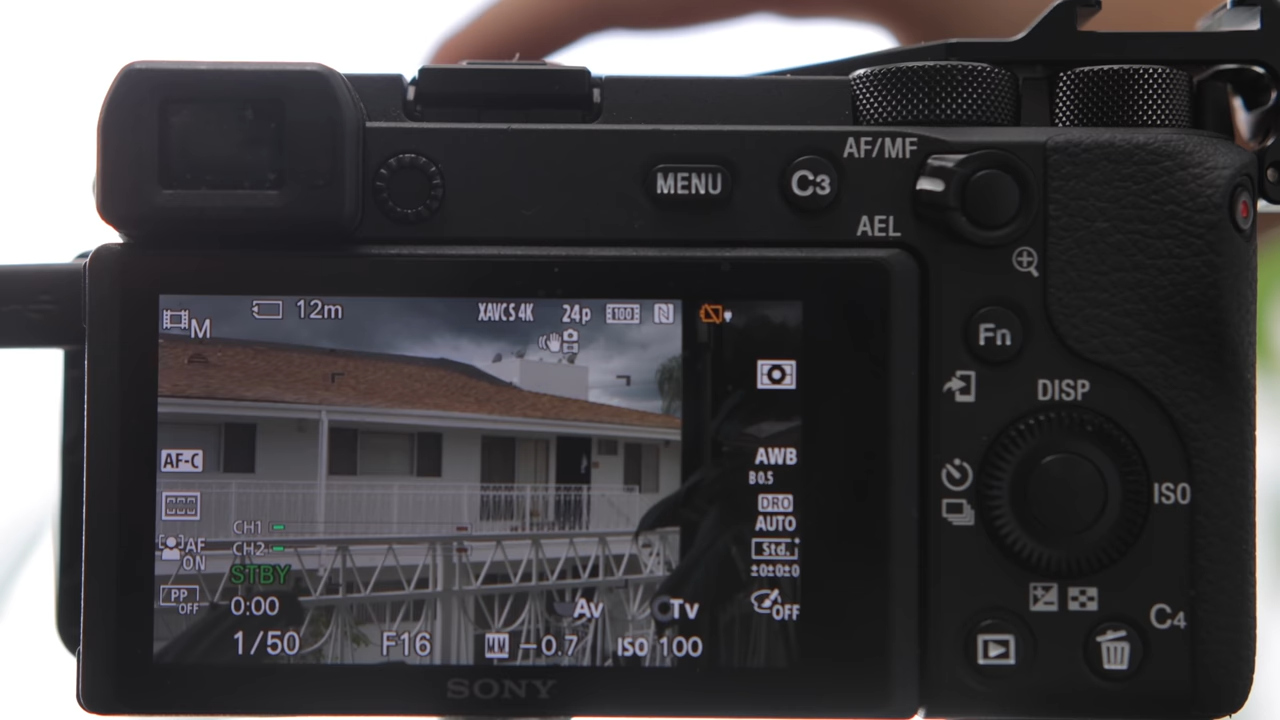 AF/MF
MENU
C3
AEL
M
12m
XAVC S 4K
24p
100
N
Fn
DISP
AWB
B0.5
AF-C
DRO
AUTO
ISO
CH1
CH2
Std.
AF
ON
±0±0±0
STBY
PP
OFF
OFF
0:00
Av
Tv
C4
1/50
F16
M.M.
−0.7
ISO 100
SONY